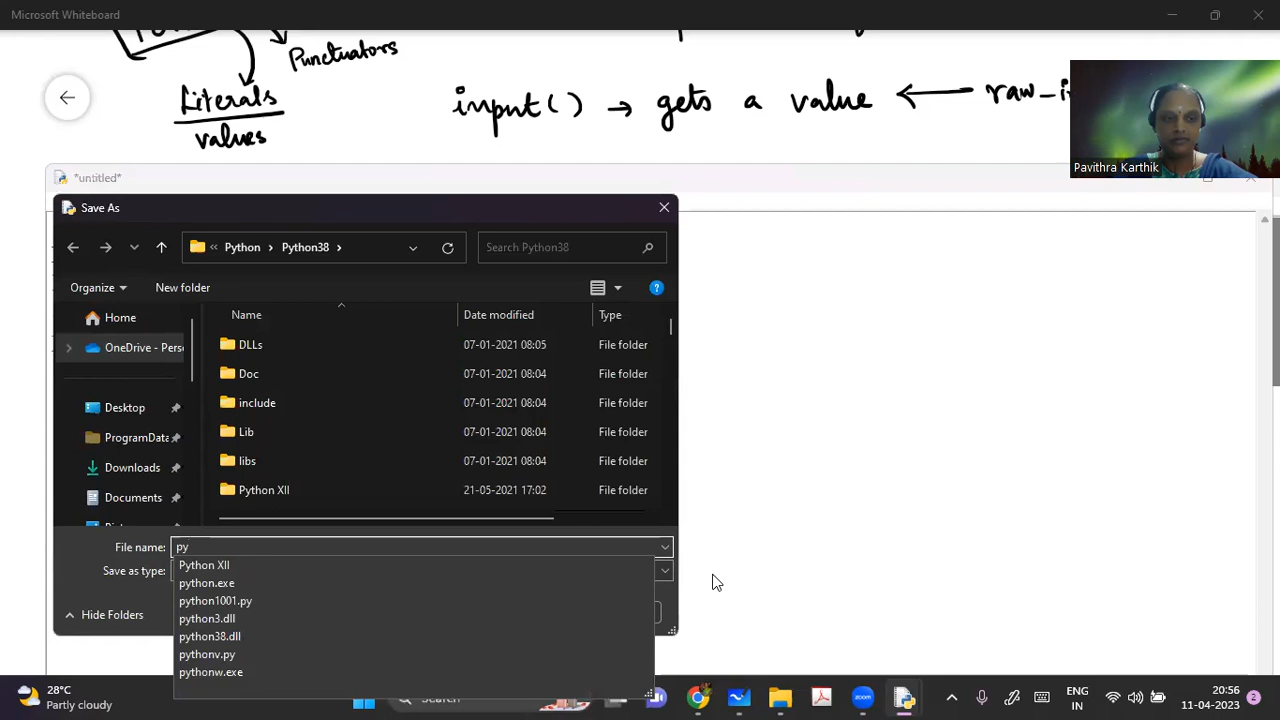 Microsoft Whiteboard
Punctuators
Literals
values
input() → gets a value ← raw_i
Pavithra Karthik
*untitled*
Save As
« Python › Python38 ›
Search Python38
Organize
New folder
Name
Date modified
Type
Home
OneDrive - Perso
Desktop
ProgramData
Downloads
Documents
DLLs 07-01-2021 08:05 File folder
Doc 07-01-2021 08:04 File folder
include 07-01-2021 08:04 File folder
Lib 07-01-2021 08:04 File folder
libs 07-01-2021 08:04 File folder
Python XII 21-05-2021 17:02 File folder
File name: py
Save as type:
Python XII
python.exe
python1001.py
python3.dll
python38.dll
pythonv.py
pythonw.exe
Hide Folders
28°C
Partly cloudy
Search
ENG
IN
20:56
11-04-2023
2